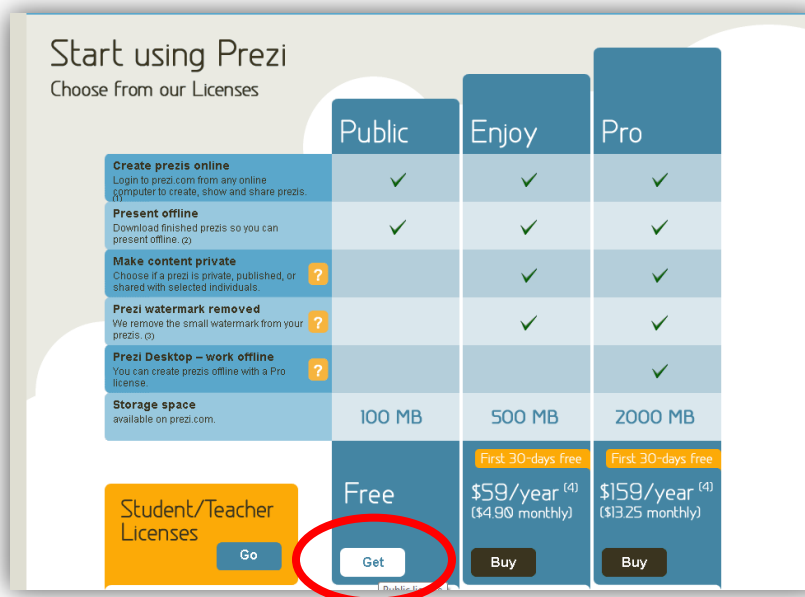 Start using Prezi
Choose from our Licenses
Public
Enjoy
Pro
Create prezis online
Login to prezi.com from any online
computer to create, show and share prezis.
(1)
Present offline
Download finished prezis so you can
present offline. (2)
Make content private
Choose if a prezi is private, published, or
shared with selected individuals.
?
Prezi watermark removed
We remove the small watermark from your
prezis. (3)
?
Prezi Desktop – work offline
You can create prezis offline with a Pro
license.
?
Storage space
available on prezi.com.
100 MB
500 MB
2000 MB
Student/Teacher
Licenses
Go
Free
Get
First 30-days free
$59/year (4)
($4.90 monthly)
Buy
First 30-days free
$159/year (4)
($13.25 monthly)
Buy
Public